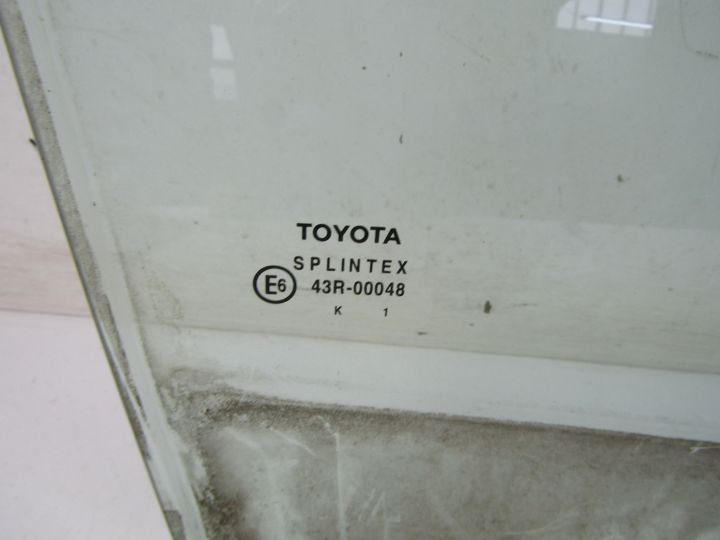 TOYOTA
SPLINTEX
E6 43R-00048
K 1